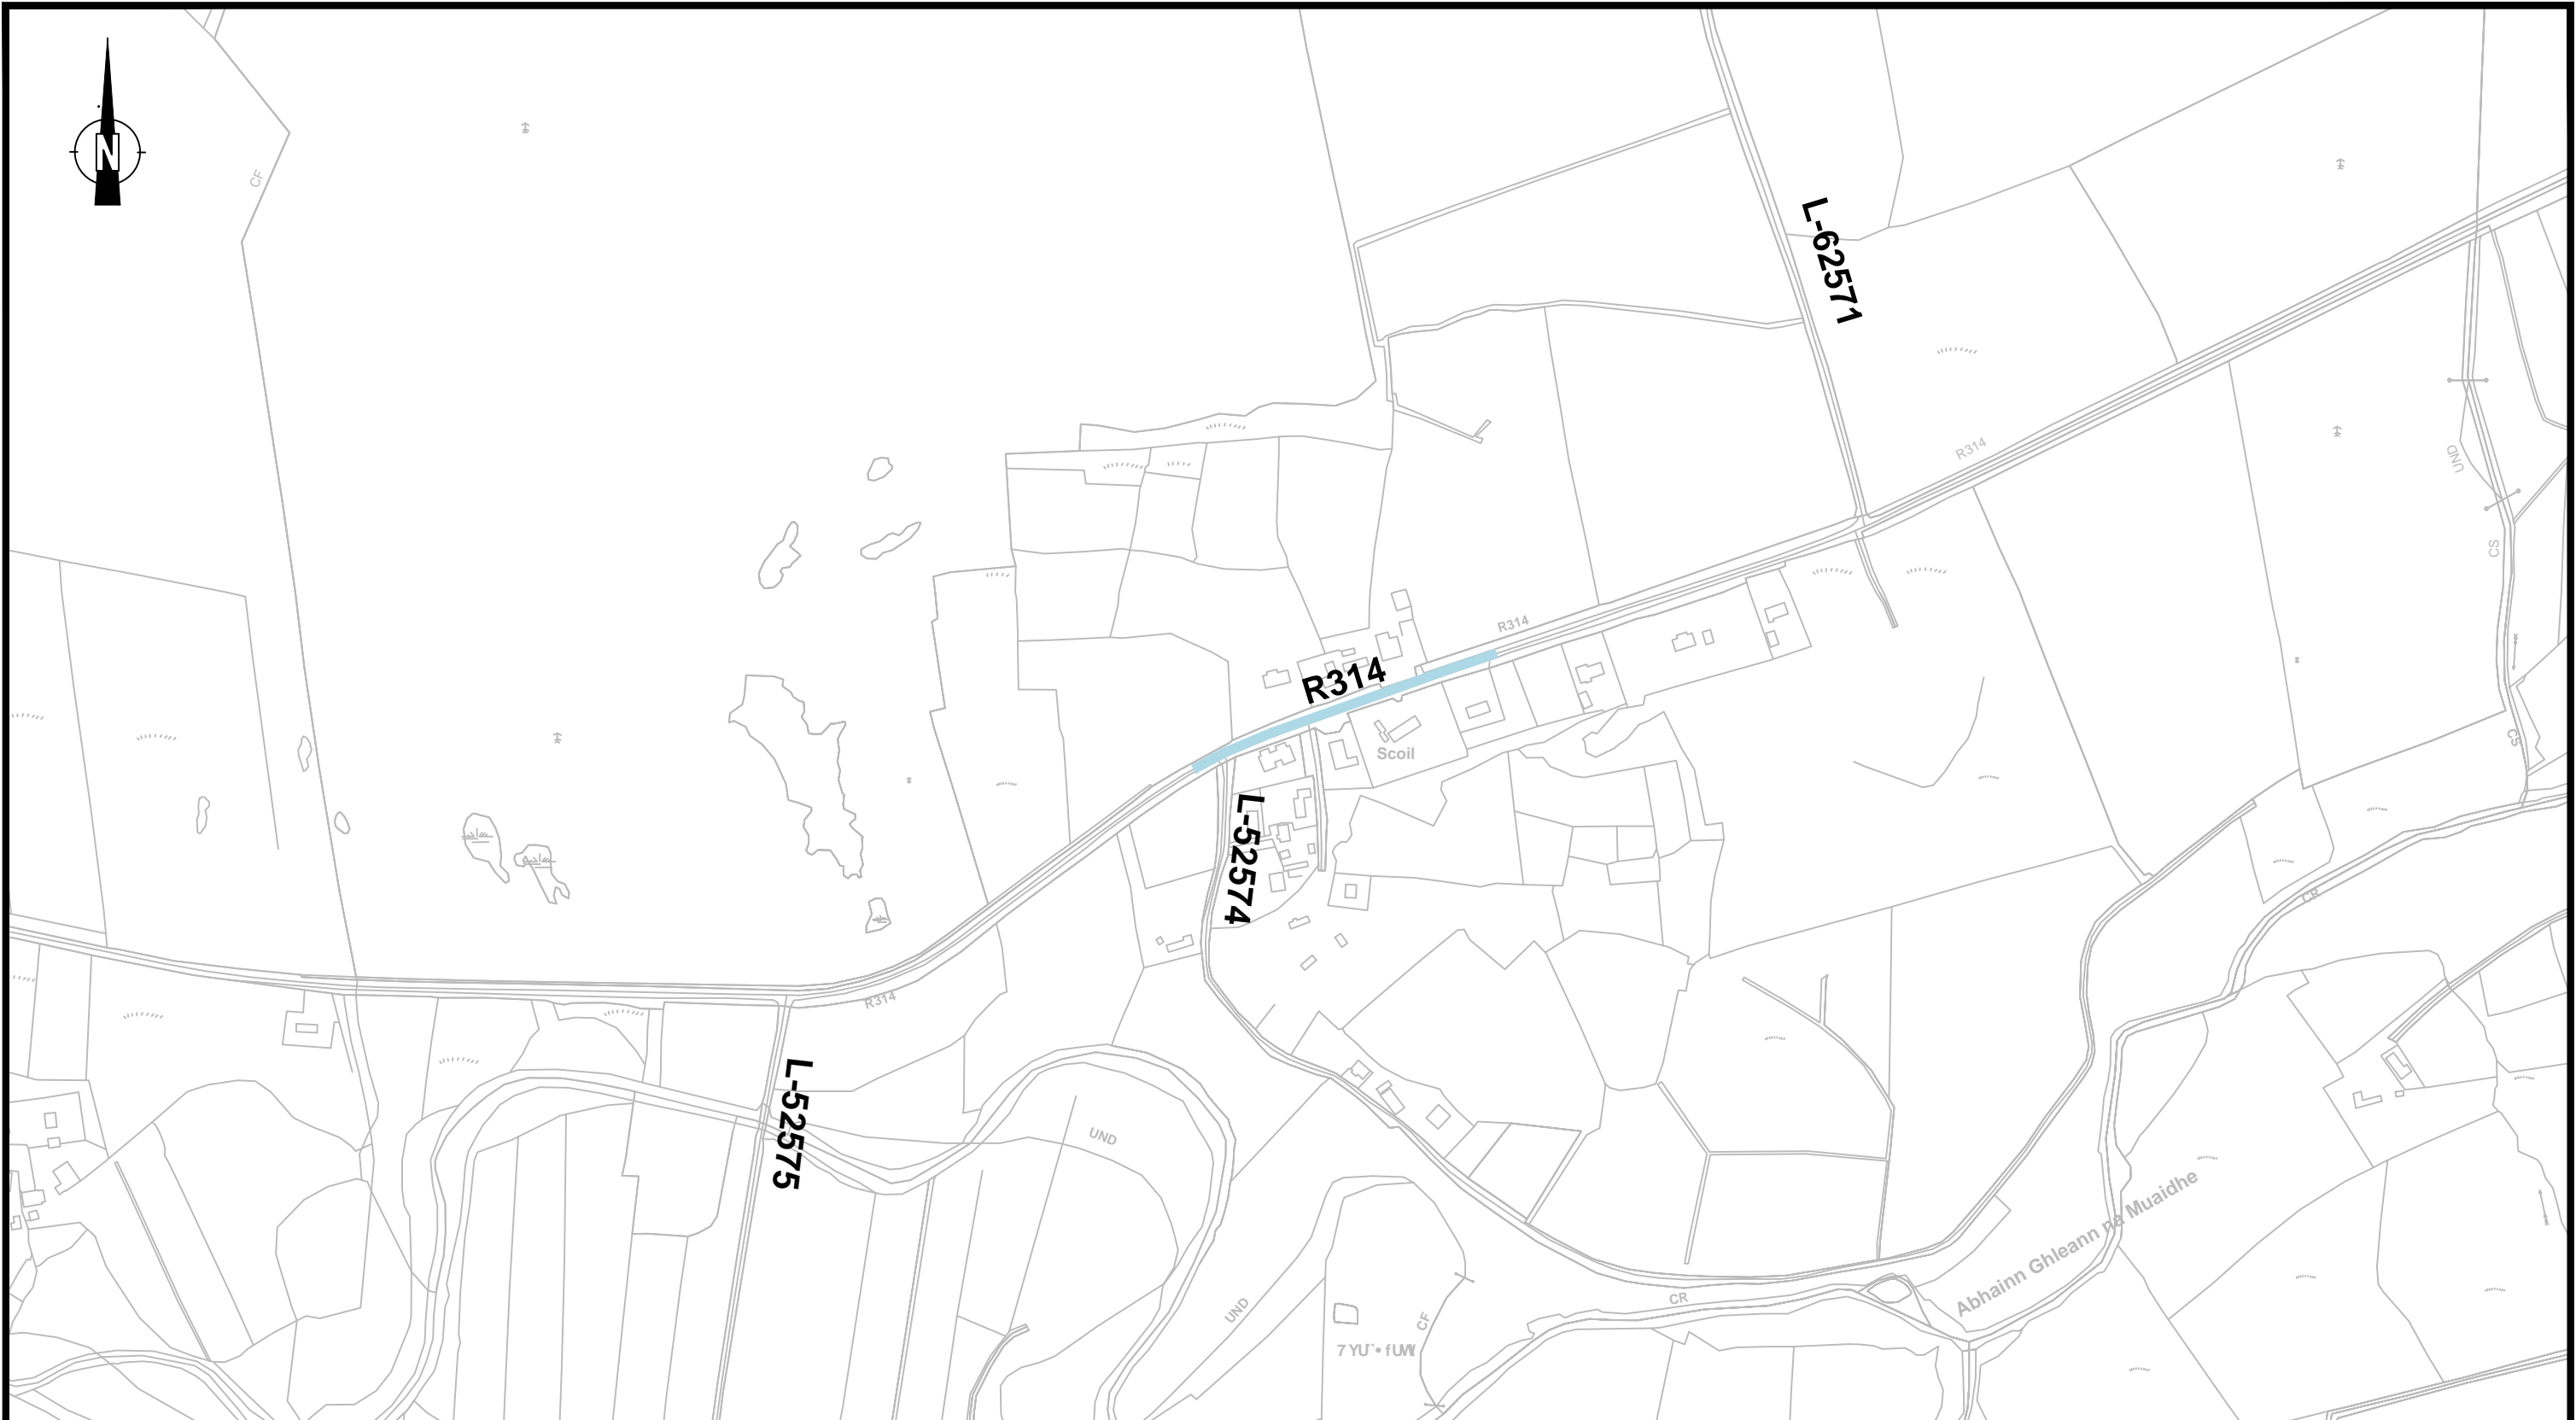 N
CF
L-62571
R314
UND
CS
R314
R314
Scoil
CS
L-52574
CR
R314
L-52575
UND
Abhainn Ghleann na Muaidhe
CR
UND
CF